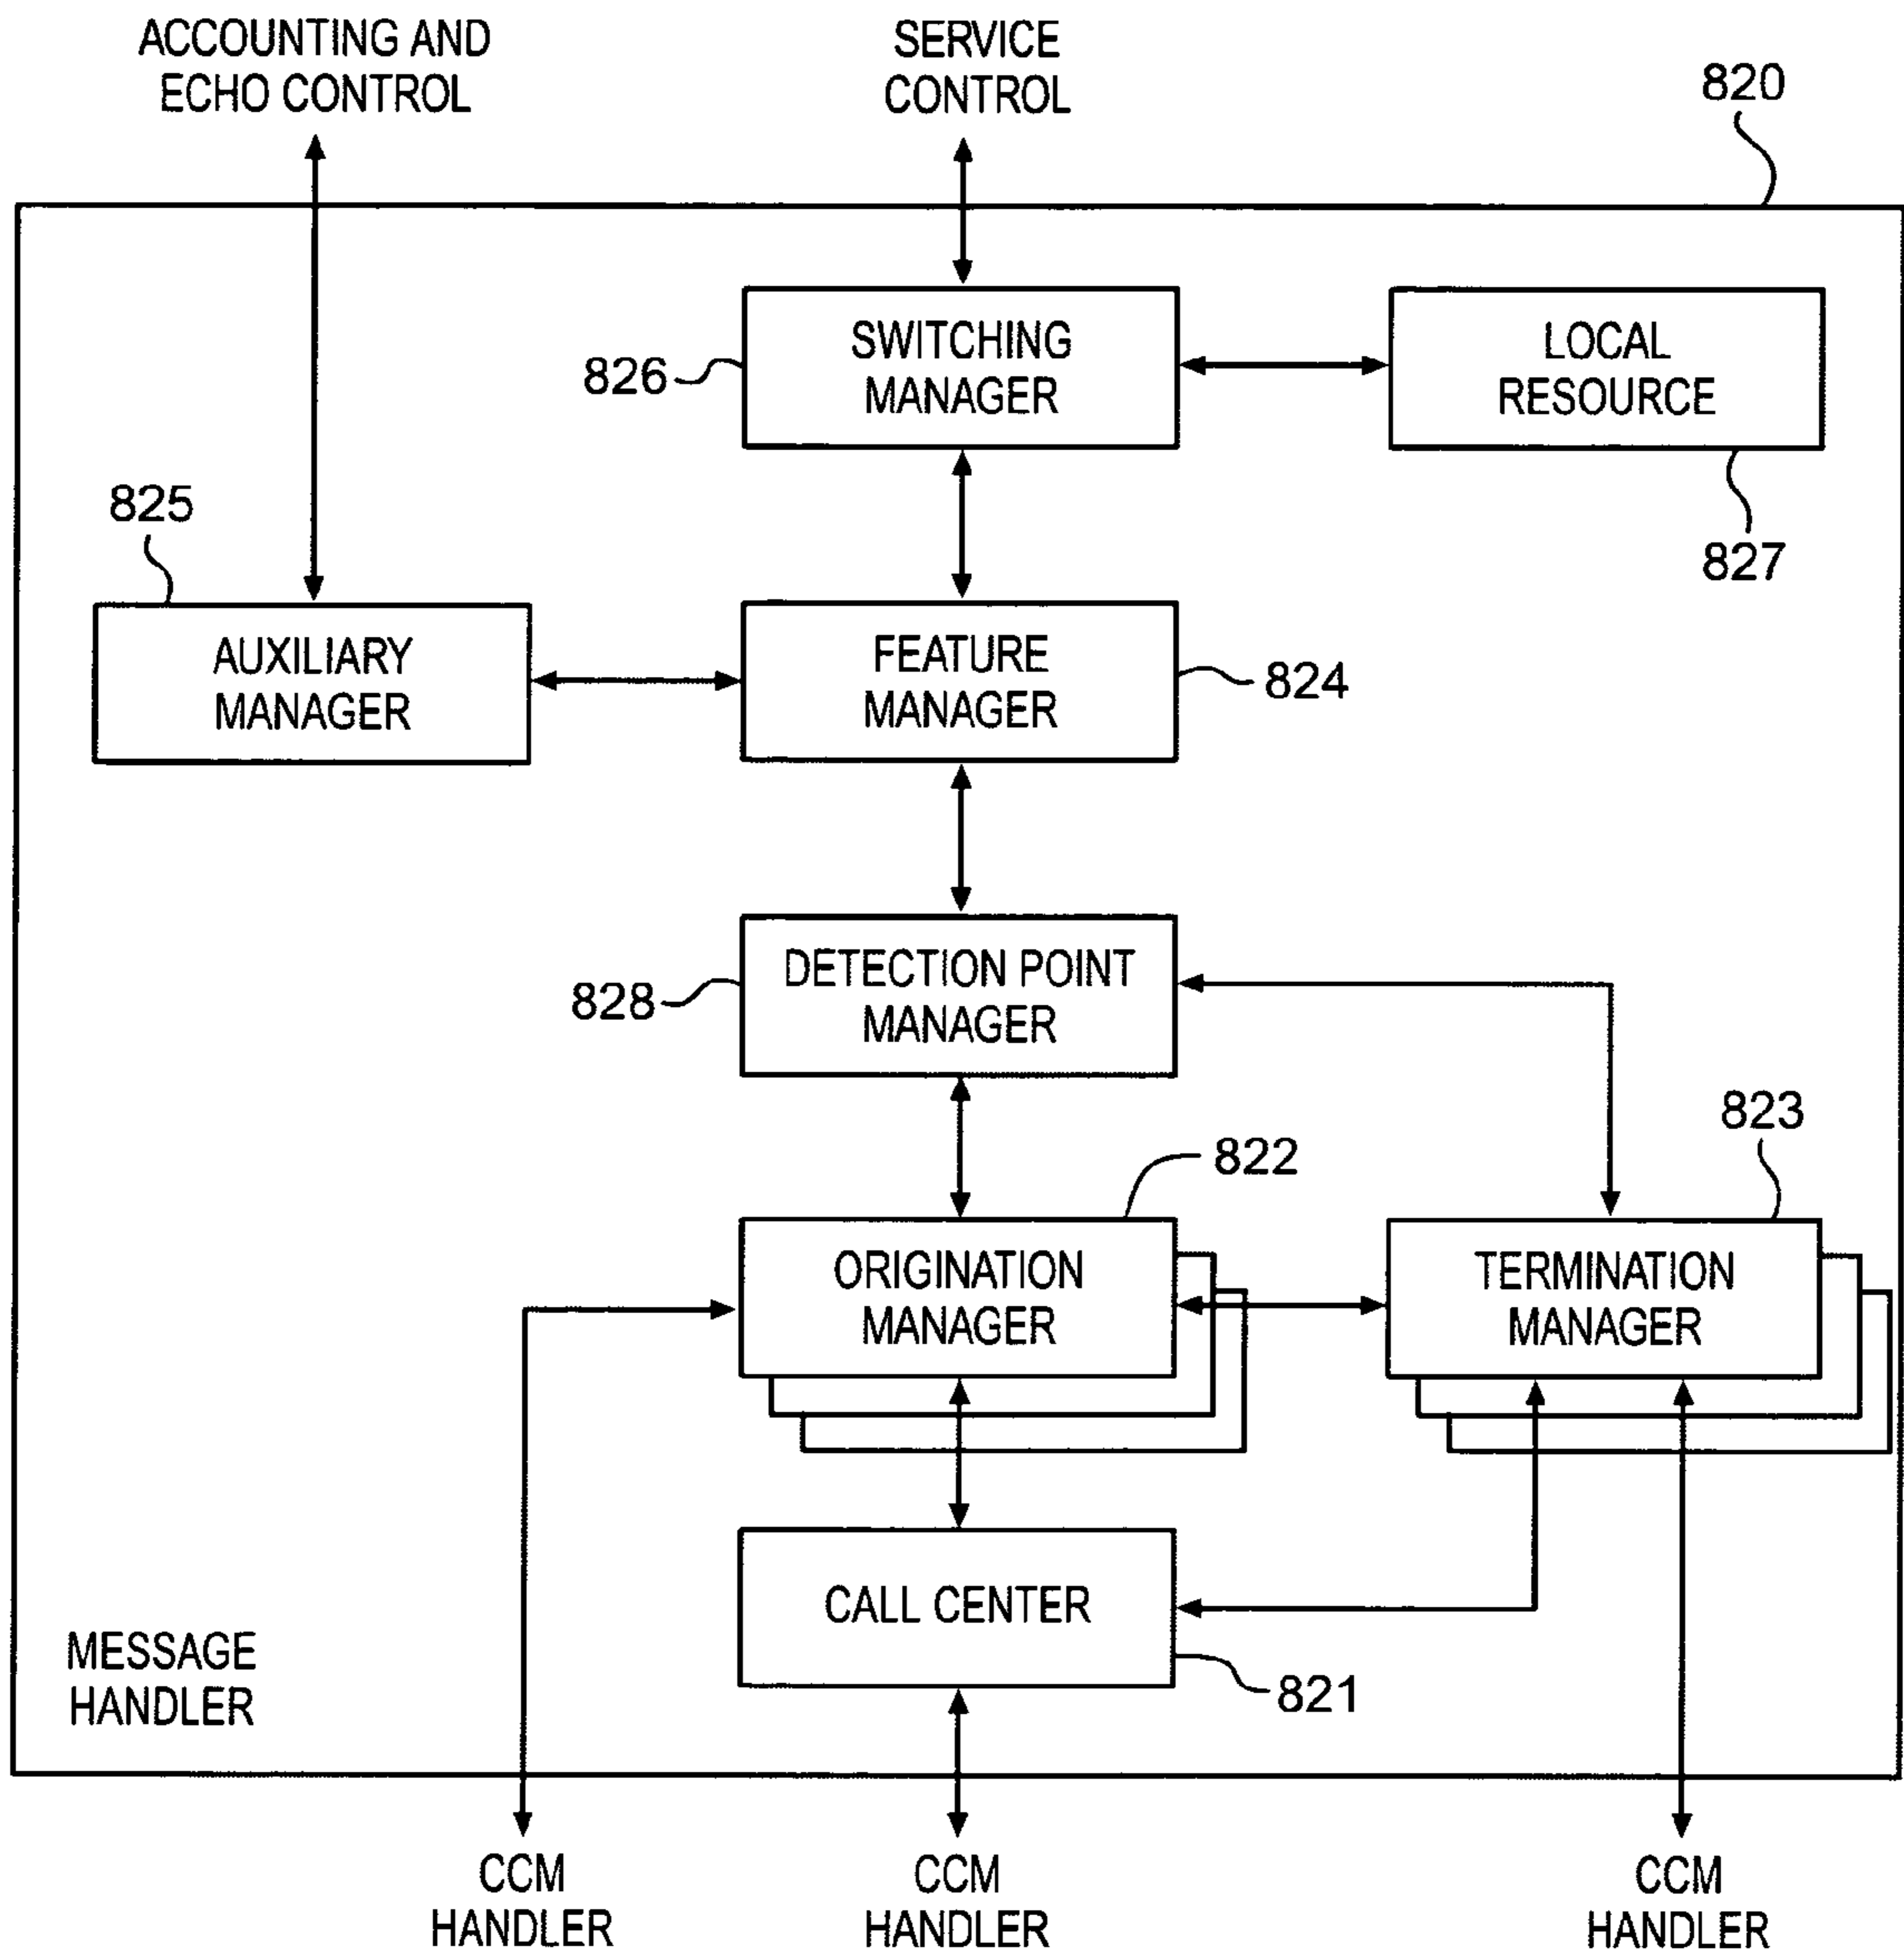 ACCOUNTING AND
ECHO CONTROL
SERVICE
CONTROL
820
SWITCHING
MANAGER
826
LOCAL
RESOURCE
827
825
AUXILIARY
MANAGER
FEATURE
MANAGER
824
DETECTION POINT
MANAGER
828
822
823
ORIGINATION
MANAGER
TERMINATION
MANAGER
CALL CENTER
821
MESSAGE
HANDLER
CCM
HANDLER
CCM
HANDLER
CCM
HANDLER